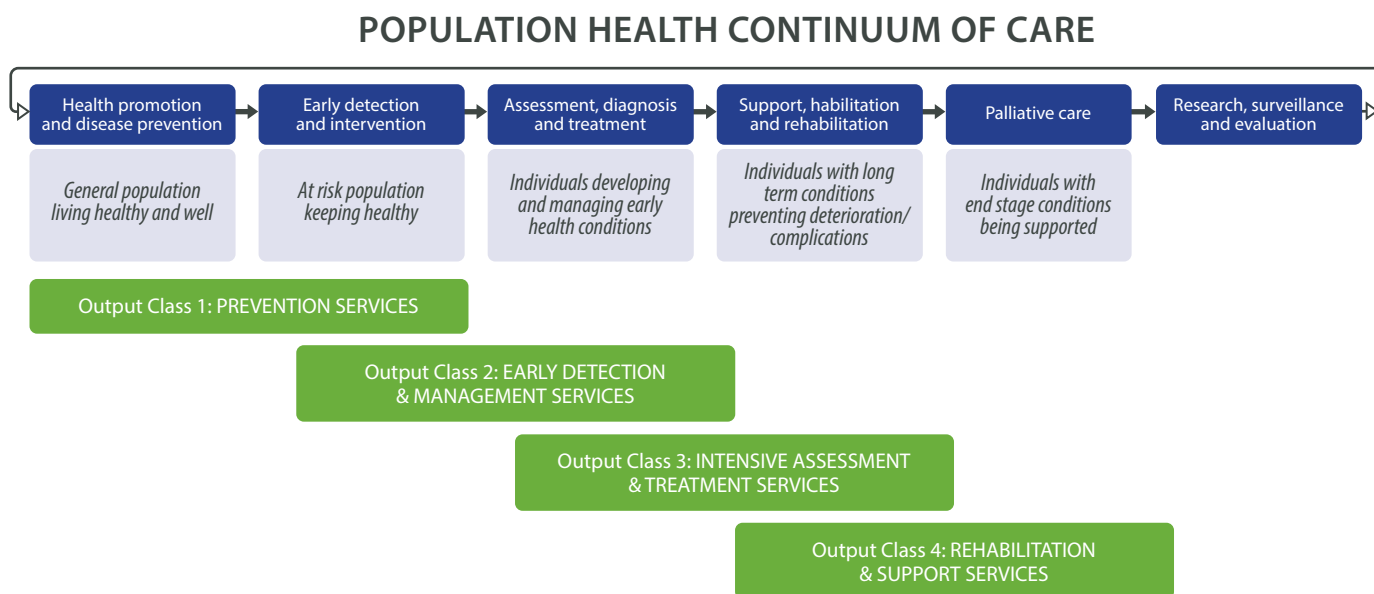 POPULATION HEALTH CONTINUUM OF CARE
Health promotion
and disease prevention
Early detection
and intervention
Assessment, diagnosis
and treatment
Support, habilitation
and rehabilitation
Palliative care
Research, surveillance
and evaluation
General population
living healthy and well
At risk population
keeping healthy
Individuals developing
and managing early
health conditions
Individuals with long
term conditions
preventing deterioration/
complications
Individuals with
end stage conditions
being supported
Output Class 1: PREVENTION SERVICES
Output Class 2: EARLY DETECTION
& MANAGEMENT SERVICES
Output Class 3: INTENSIVE ASSESSMENT
& TREATMENT SERVICES
Output Class 4: REHABILITATION
& SUPPORT SERVICES